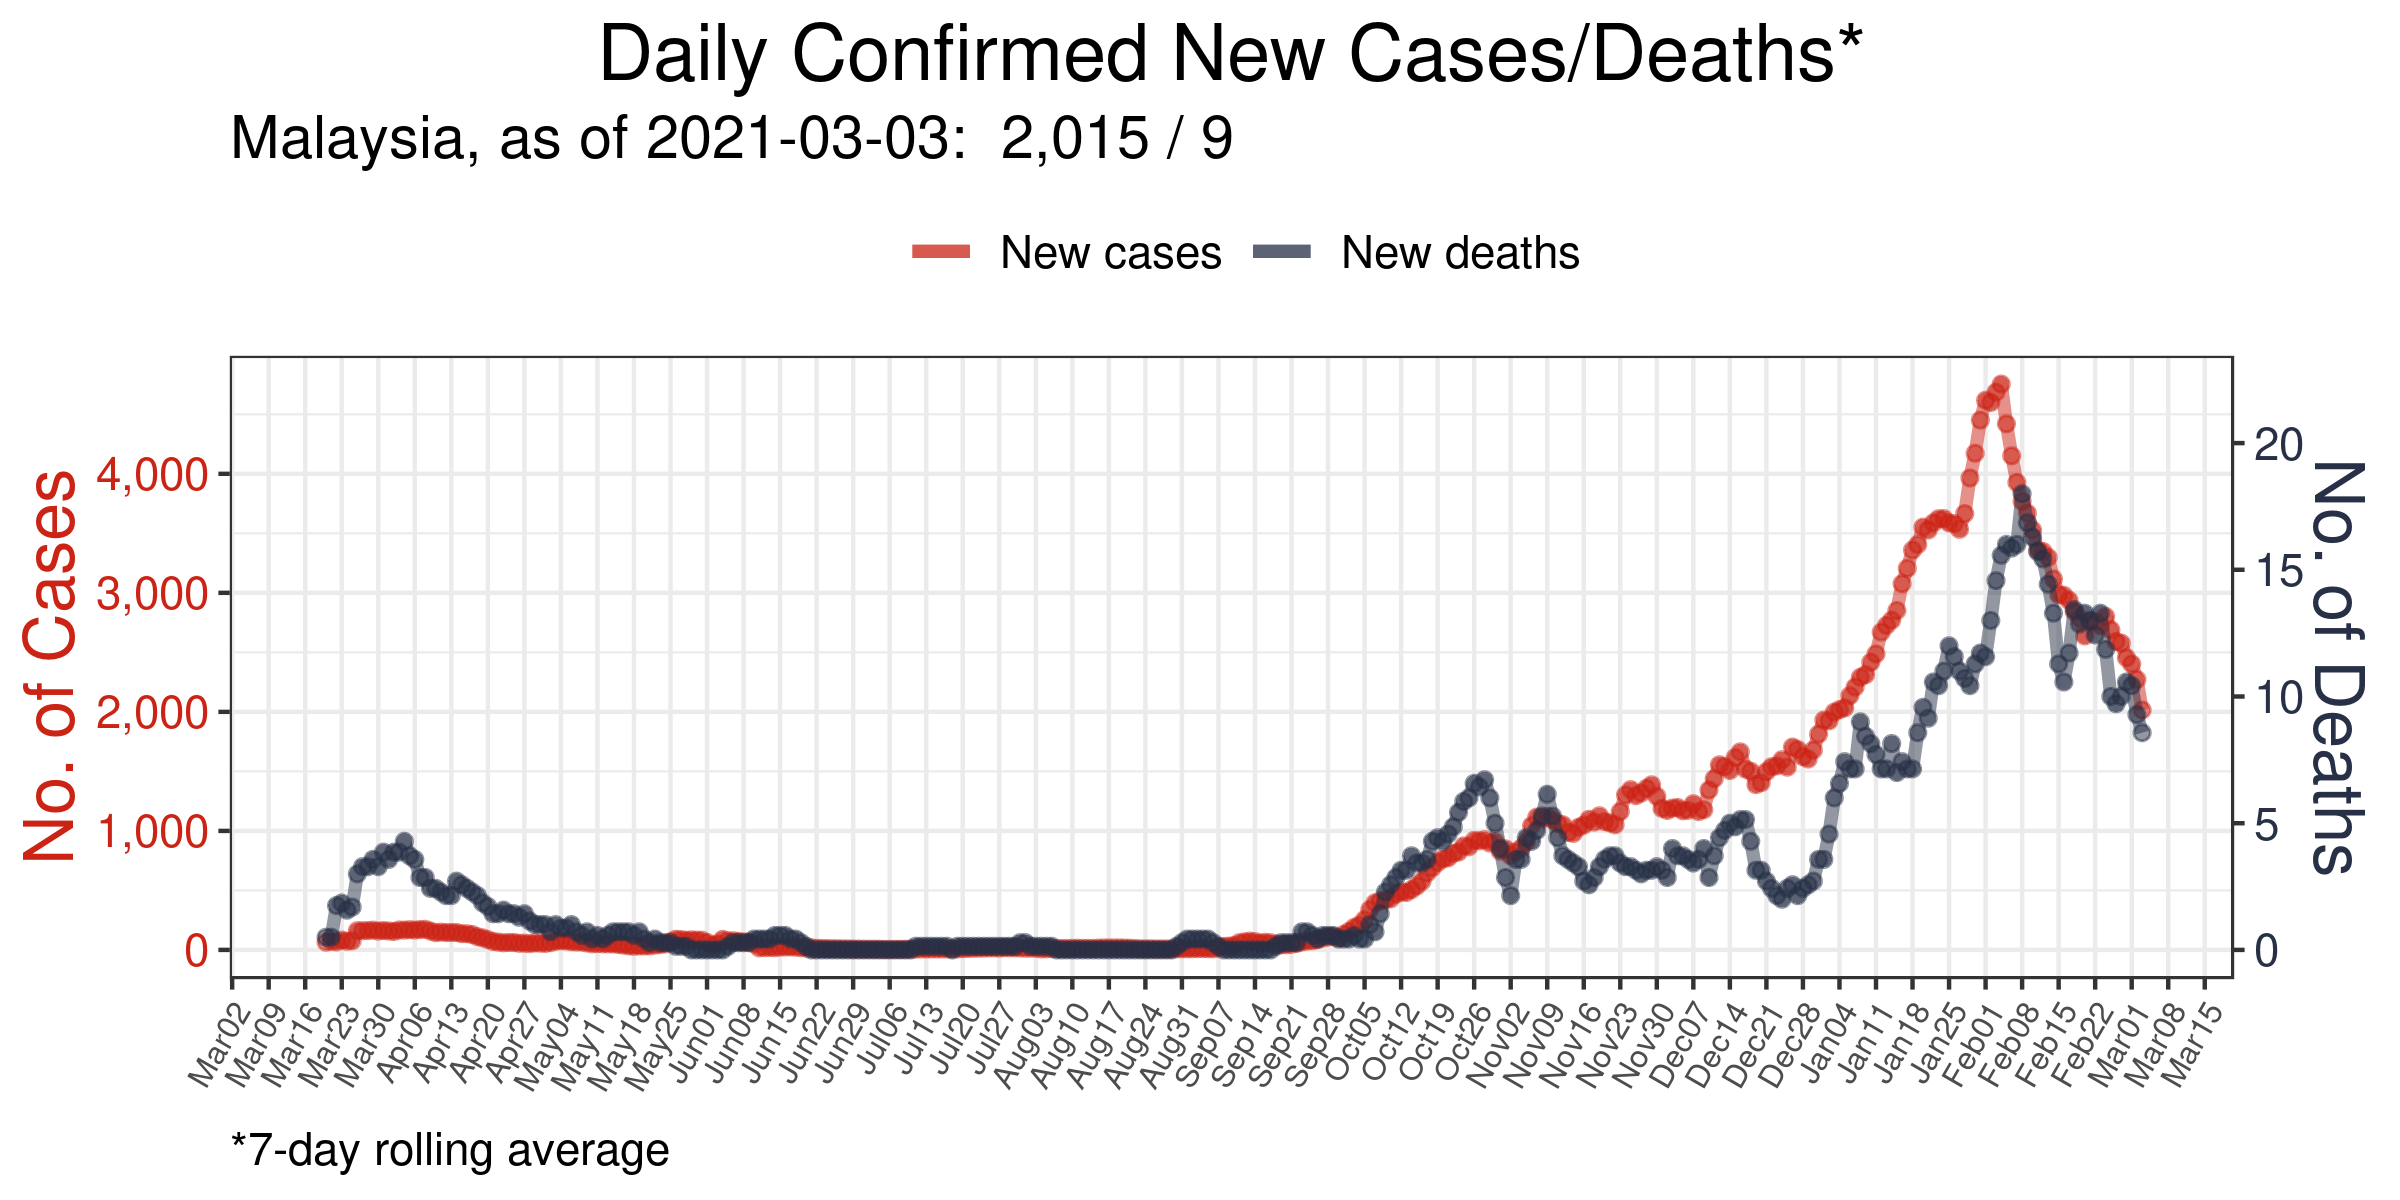 Daily Confirmed New Cases/Deaths*
Malaysia, as of 2021-03-03:  2,015 / 9
New cases
New deaths
No. of Cases
4,000
3,000
2,000
1,000
0
20
15
10
5
0
No. of Deaths
Mar02
Mar09
Mar16
Mar23
Mar30
Apr06
Apr13
Apr20
Apr27
May04
May11
May18
May25
Jun01
Jun08
Jun15
Jun22
Jun29
Jul06
Jul13
Jul20
Jul27
Aug03
Aug10
Aug17
Aug24
Aug31
Sep07
Sep14
Sep21
Sep28
Oct05
Oct12
Oct19
Oct26
Nov02
Nov09
Nov16
Nov23
Nov30
Dec07
Dec14
Dec21
Dec28
Jan04
Jan11
Jan18
Jan25
Feb01
Feb08
Feb15
Feb22
Mar01
Mar08
Mar15
*7-day rolling average